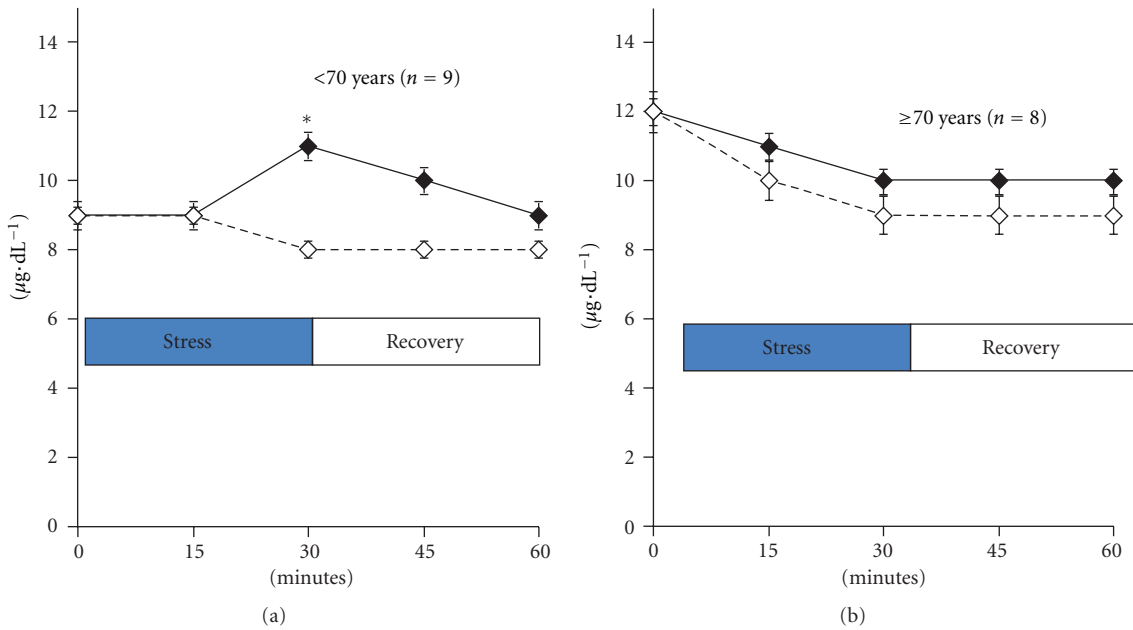 14
12
10
8
6
4
2
0
(µg·dL⁻¹)
<70 years (n = 9)
*
Stress
Recovery
0 15 30 45 60
(minutes)
(a)
14
12
10
8
6
4
2
0
(µg·dL⁻¹)
≥70 years (n = 8)
Stress
Recovery
0 15 30 45 60
(minutes)
(b)